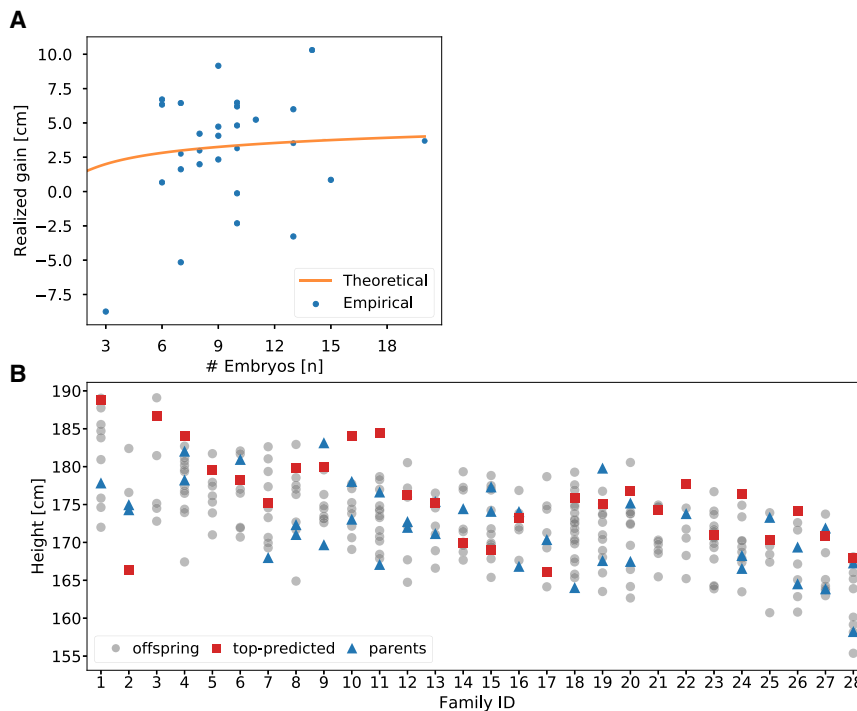 A
10.0
7.5
5.0
2.5
0.0
−2.5
−5.0
−7.5
Realized gain [cm]
Theoretical
Empirical
3 6 9 12 15 18
# Embryos [n]
B
190
185
180
175
170
165
160
155
Height [cm]
offspring top-predicted parents
1 2 3 4 5 6 7 8 9 10 11 12 13 14 15 16 17 18 19 20 21 22 23 24 25 26 27 28
Family ID